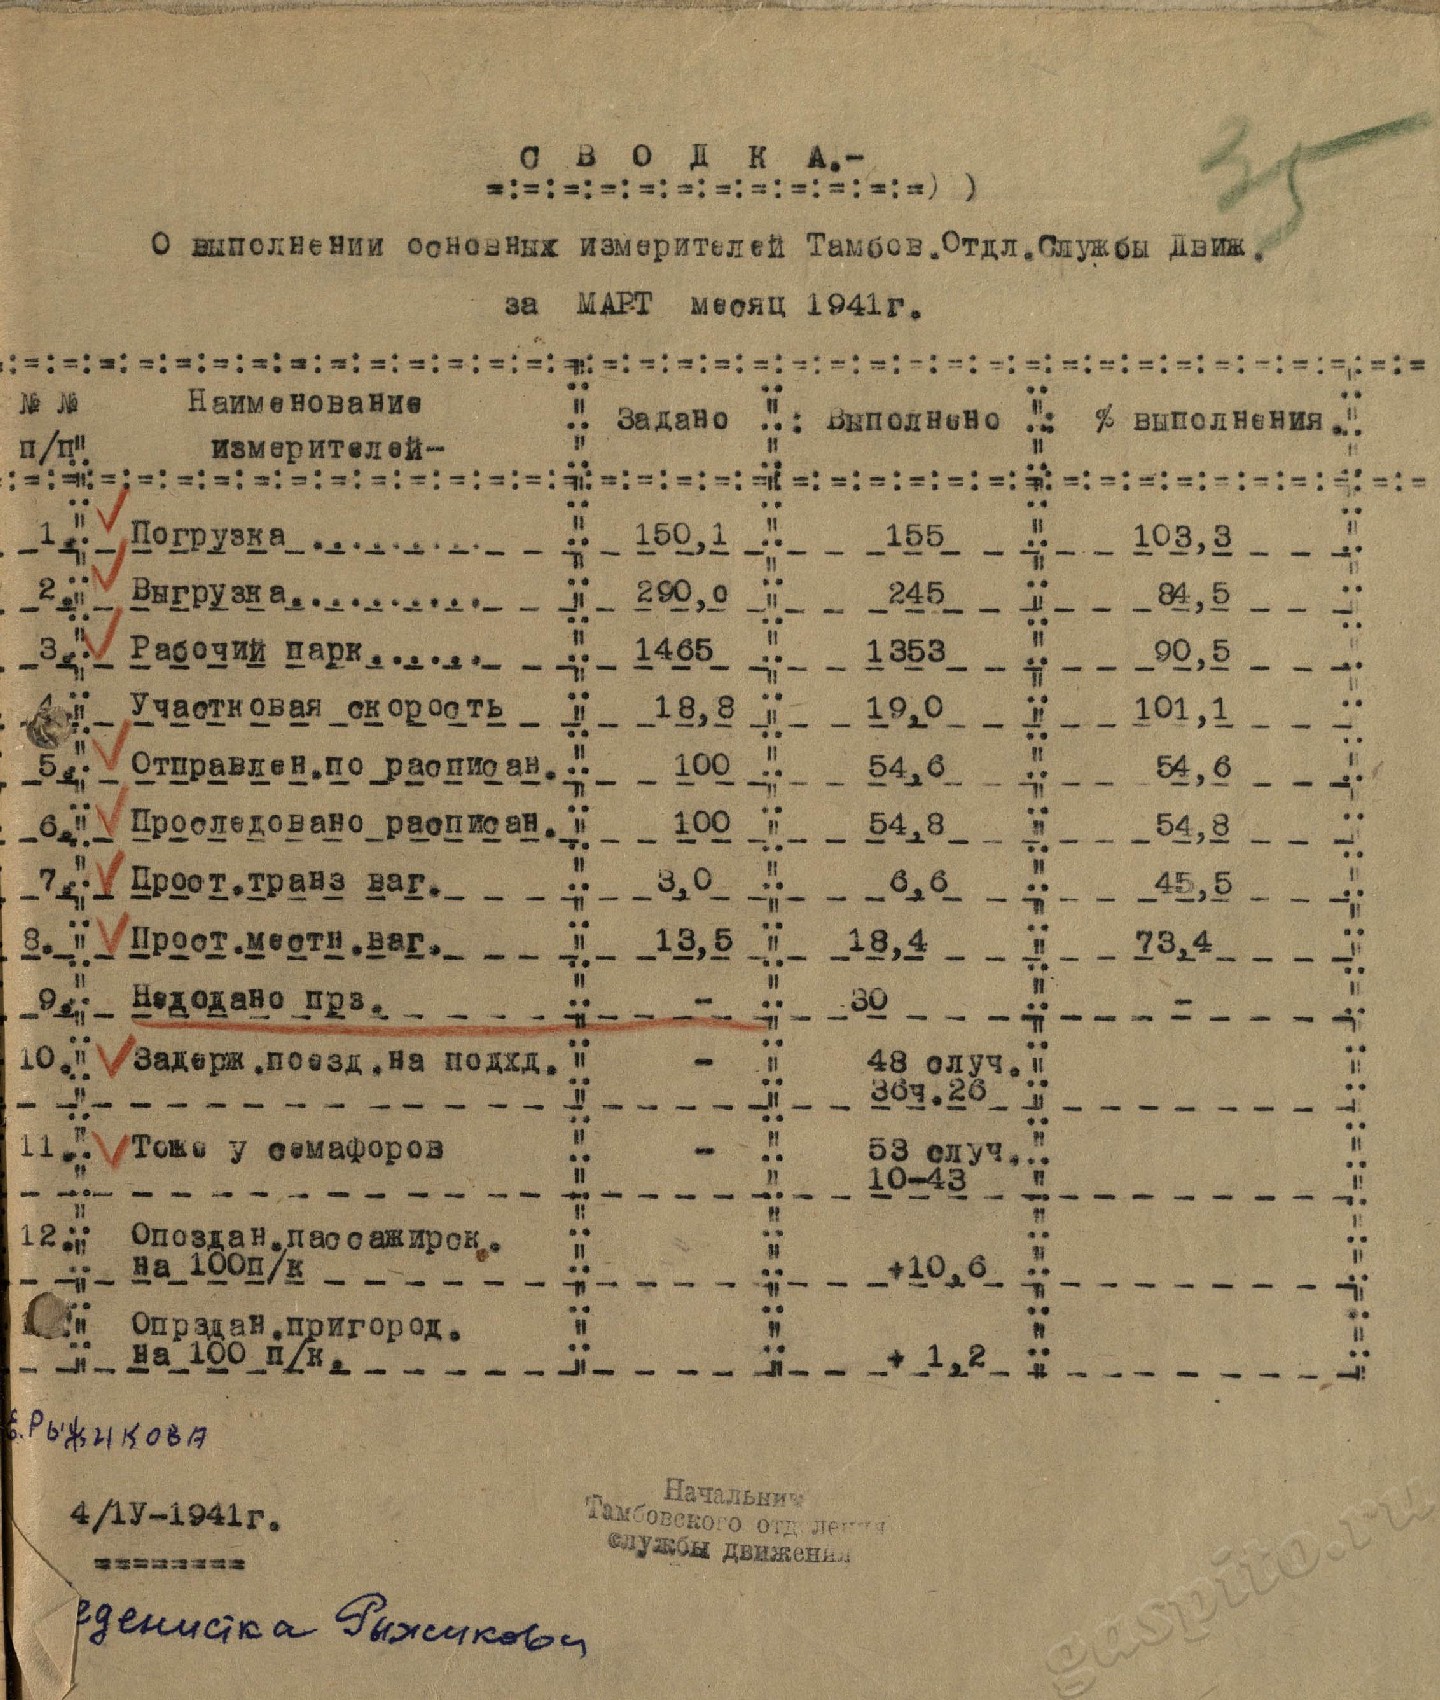 35
С В О Д К А.-
=:=:=:=:=:=:=:=:=:=:=:=) )
О выполнении основных измерителей Тамбов.Отдл.Службы Движ.
за МАРТ месяц 1941г.
№ № Наименование
Задано : Выполнено : % выполнения.
п/п измерителей-
1. Погрузка ......... 150,1 155 103,3
2. Выгрузка.......... 290,о 245 84,5
3. Рабочий парк...... 1465 1353 90,5
4 Участковая скорость 18,8 19,0 101,1
5. Отправлен.по расписан. 100 54,6 54,6
6. Проследовано расписан. 100 54,8 54,8
7. Прост.транз ваг. 3,0 6,6 45,5
8. Прост.местн.ваг. 13,5 18,4 73,4
9. Недодано прз. - 30 -
10. Задерж.поезд.на подхд. - 48 случ.
36ч.26
11. Тоже у семафоров - 53 случ.
10-43
12. Опоздан.пассажирск.
на 100п/к +10,6
Опрздан.пригород.
на 100 п/к. + 1,2
Е.Рыжикова
4/1У-1941г.
=========
Начальник
Тамбовского отделения
службы движения
Рыжикова
gaspito.ru